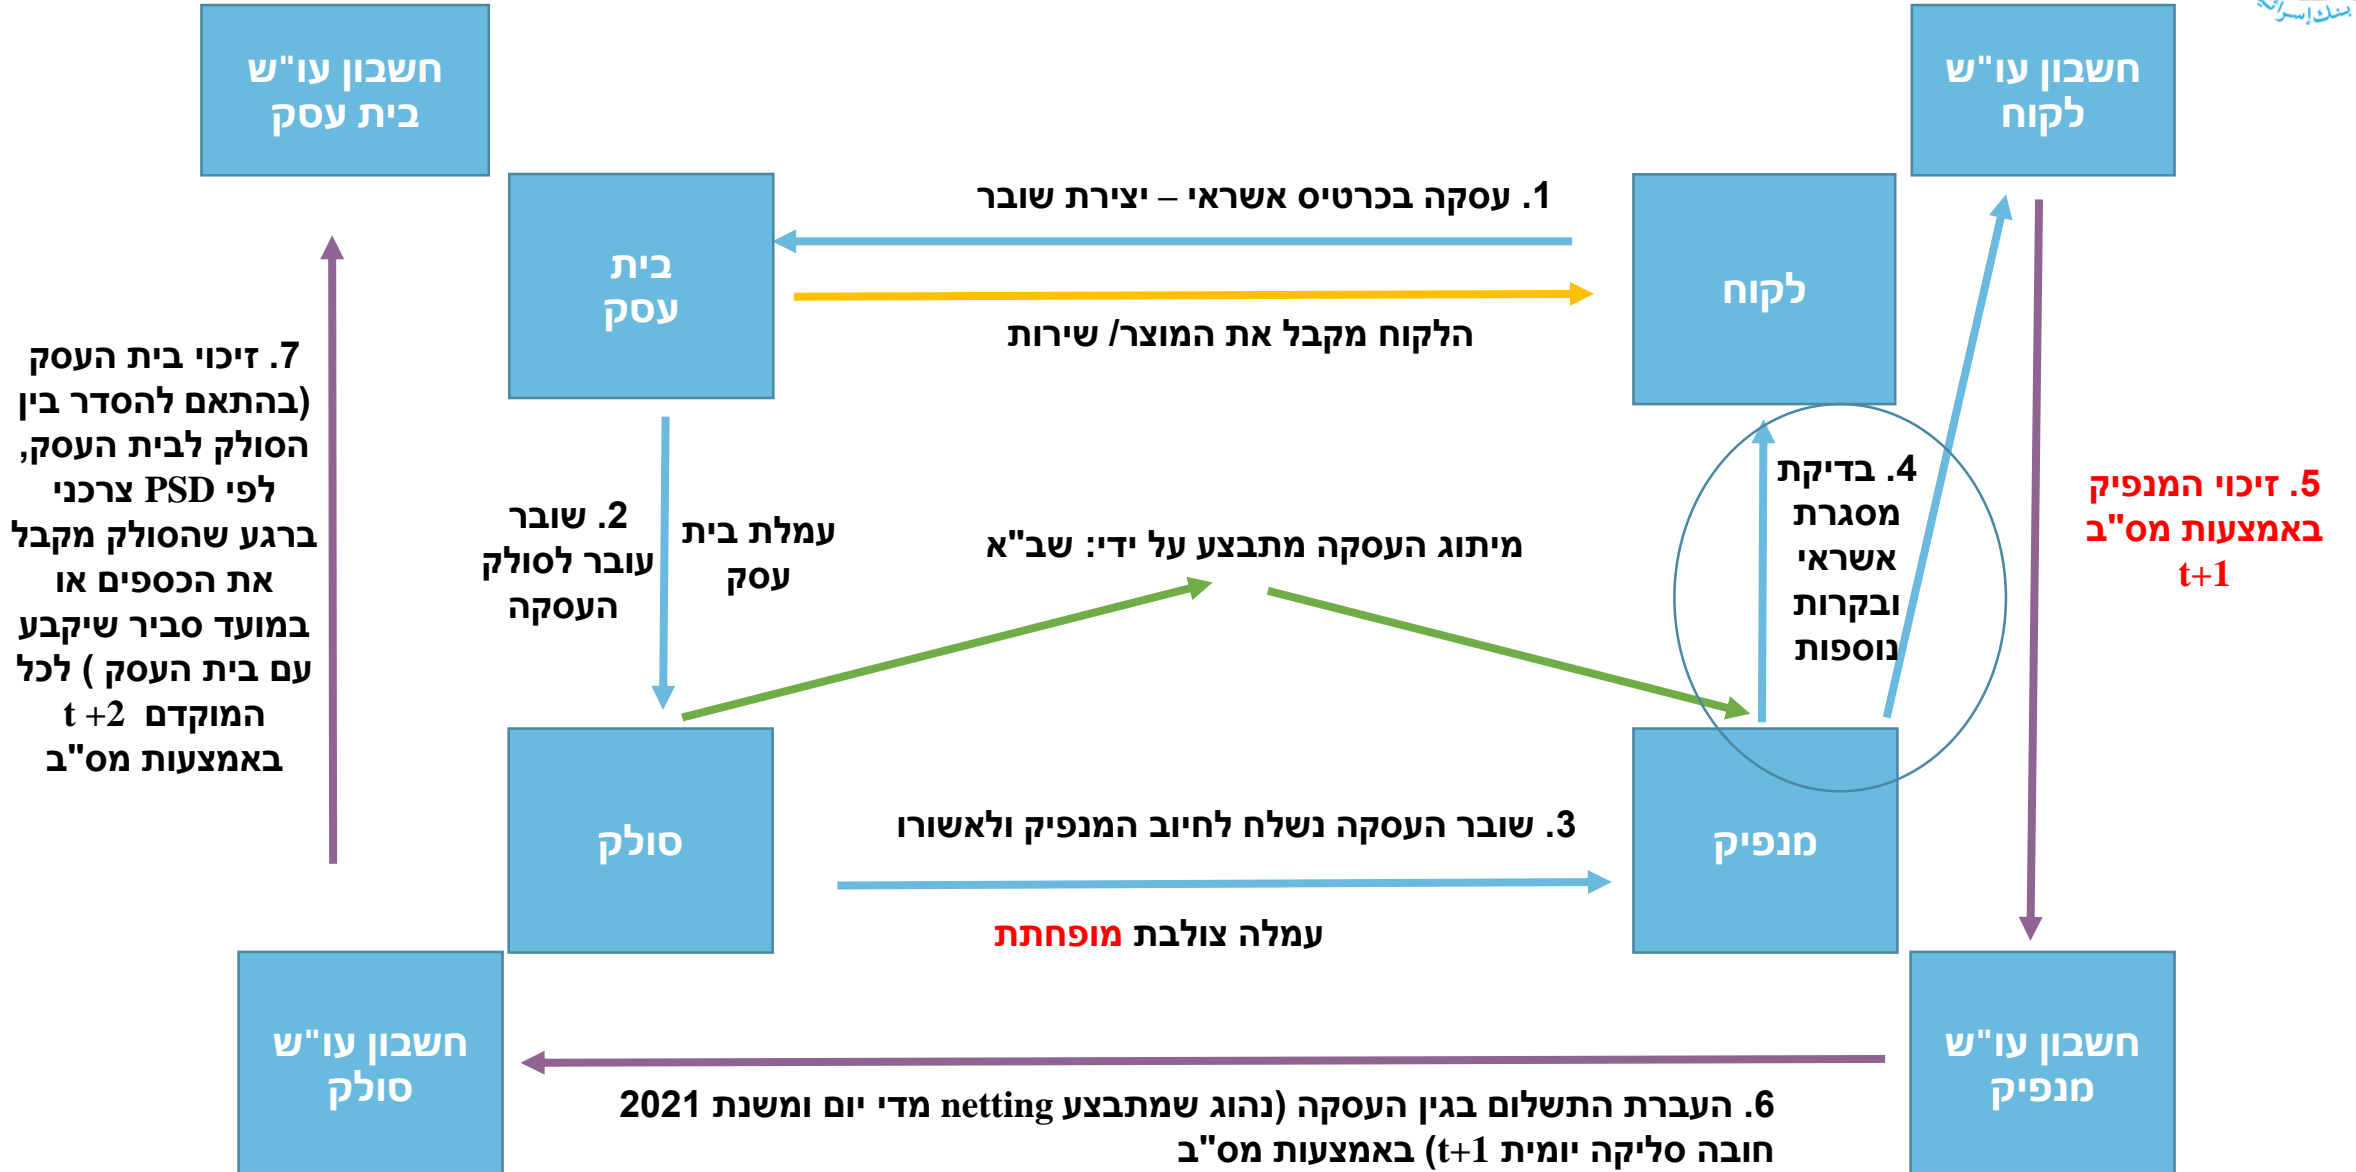 بنك إسرائي
חשבון עו"ש
לקוח
חשבון עו"ש
בית עסק
1. עסקה בכרטיס אשראי – יצירת שובר
לקוח
בית
עסק
הלקוח מקבל את המוצר/ שירות
4. בדיקת
מסגרת
אשראי
ובקרות
נוספות
5. זיכוי המנפיק
באמצעות מס"ב
t+1
מיתוג העסקה מתבצע על ידי: שב"א
עמלת בית
עסק
2. שובר
עובר לסולק
העסקה
7. זיכוי בית העסק
(בהתאם להסדר בין
הסולק לבית העסק,
לפי PSD צרכני
ברגע שהסולק מקבל
את הכספים או
במועד סביר שיקבע
עם בית העסק ) לכל
המוקדם t +2
באמצעות מס"ב
מנפיק
3. שובר העסקה נשלח לחיוב המנפיק ולאשורו
סולק
עמלה צולבת מופחתת
חשבון עו"ש
מנפיק
חשבון עו"ש
סולק
6. העברת התשלום בגין העסקה (נהוג שמתבצע netting מדי יום ומשנת 2021
חובה סליקה יומית t+1) באמצעות מס"ב